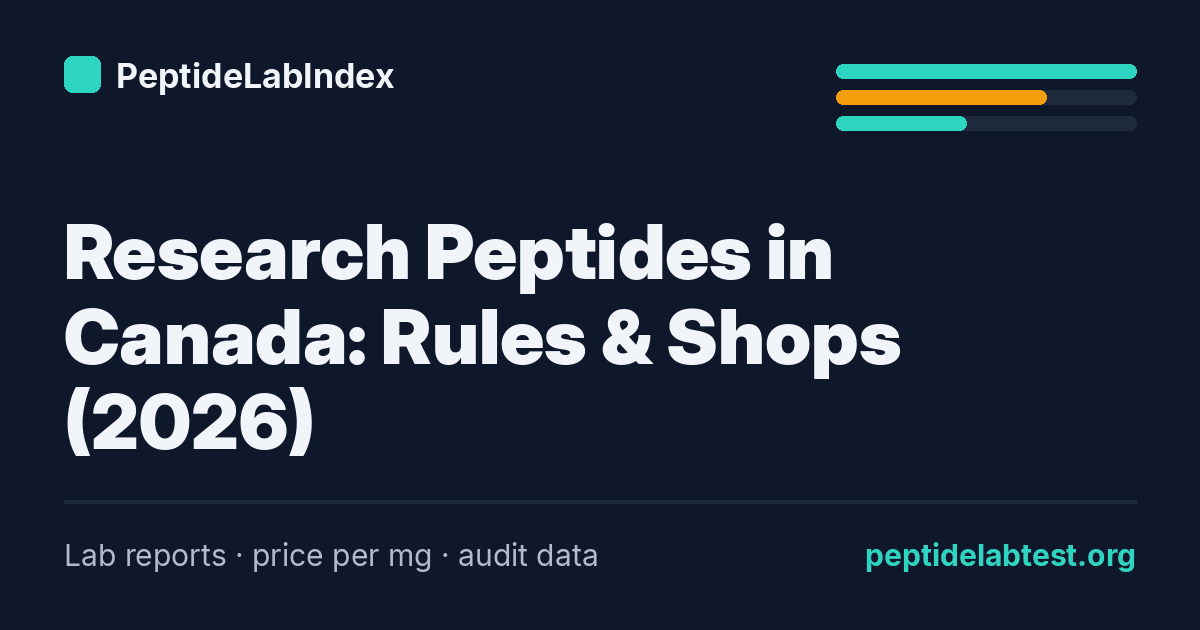 PeptideLabIndex
Research Peptides in
Canada: Rules & Shops
(2026)
Lab reports · price per mg · audit data
peptidelabtest.org